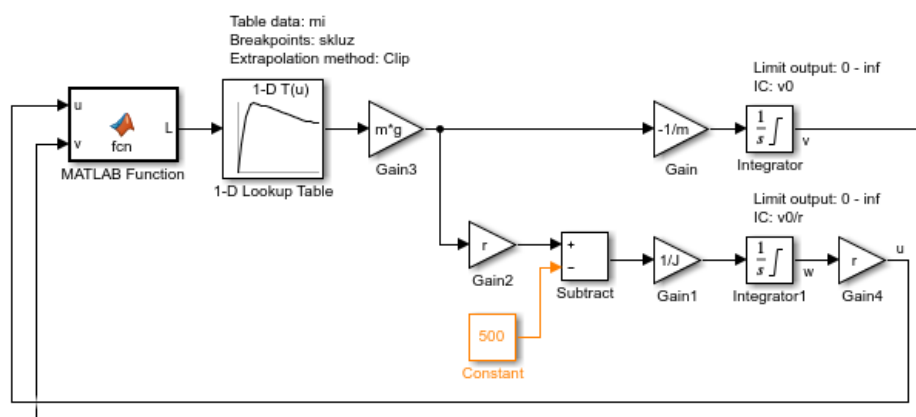 Table data: mi
Breakpoints: skluz
Extrapolation method: Clip
1-D T(u)
Limit output: 0 - inf
IC: v0
u
v
fcn
L
MATLAB Function
1-D Lookup Table
m*g
Gain3
-1/m
Gain
1
s
Integrator
v
Limit output: 0 - inf
IC: v0/r
r
Gain2
+
−
Subtract
1/J
Gain1
1
s
Integrator1
w
r
Gain4
u
500
Constant